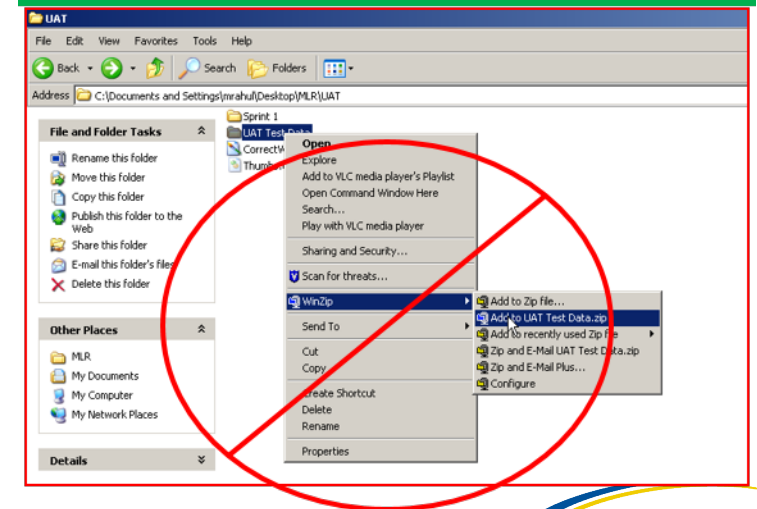 UAT
File Edit View Favorites Tools Help
Back Search Folders
Address C:\Documents and Settings\mrahul\Desktop\MLR\UAT
File and Folder Tasks
Rename this folder
Move this folder
Copy this folder
Publish this folder to the
Web
Share this folder
E-mail this folder's files
Delete this folder
Other Places
MLR
My Documents
My Computer
My Network Places
Details
Sprint 1
UAT Test Data
Open
Explore
Add to VLC media player's Playlist
Open Command Window Here
Search...
Play with VLC media player
Sharing and Security...
Scan for threats...
WinZip
Send To
Cut
Copy
Create Shortcut
Delete
Rename
Properties
Add to Zip file...
Add to UAT Test Data.zip
Add to recently used Zip file
Zip and E-Mail UAT Test Data.zip
Zip and E-Mail Plus...
Configure